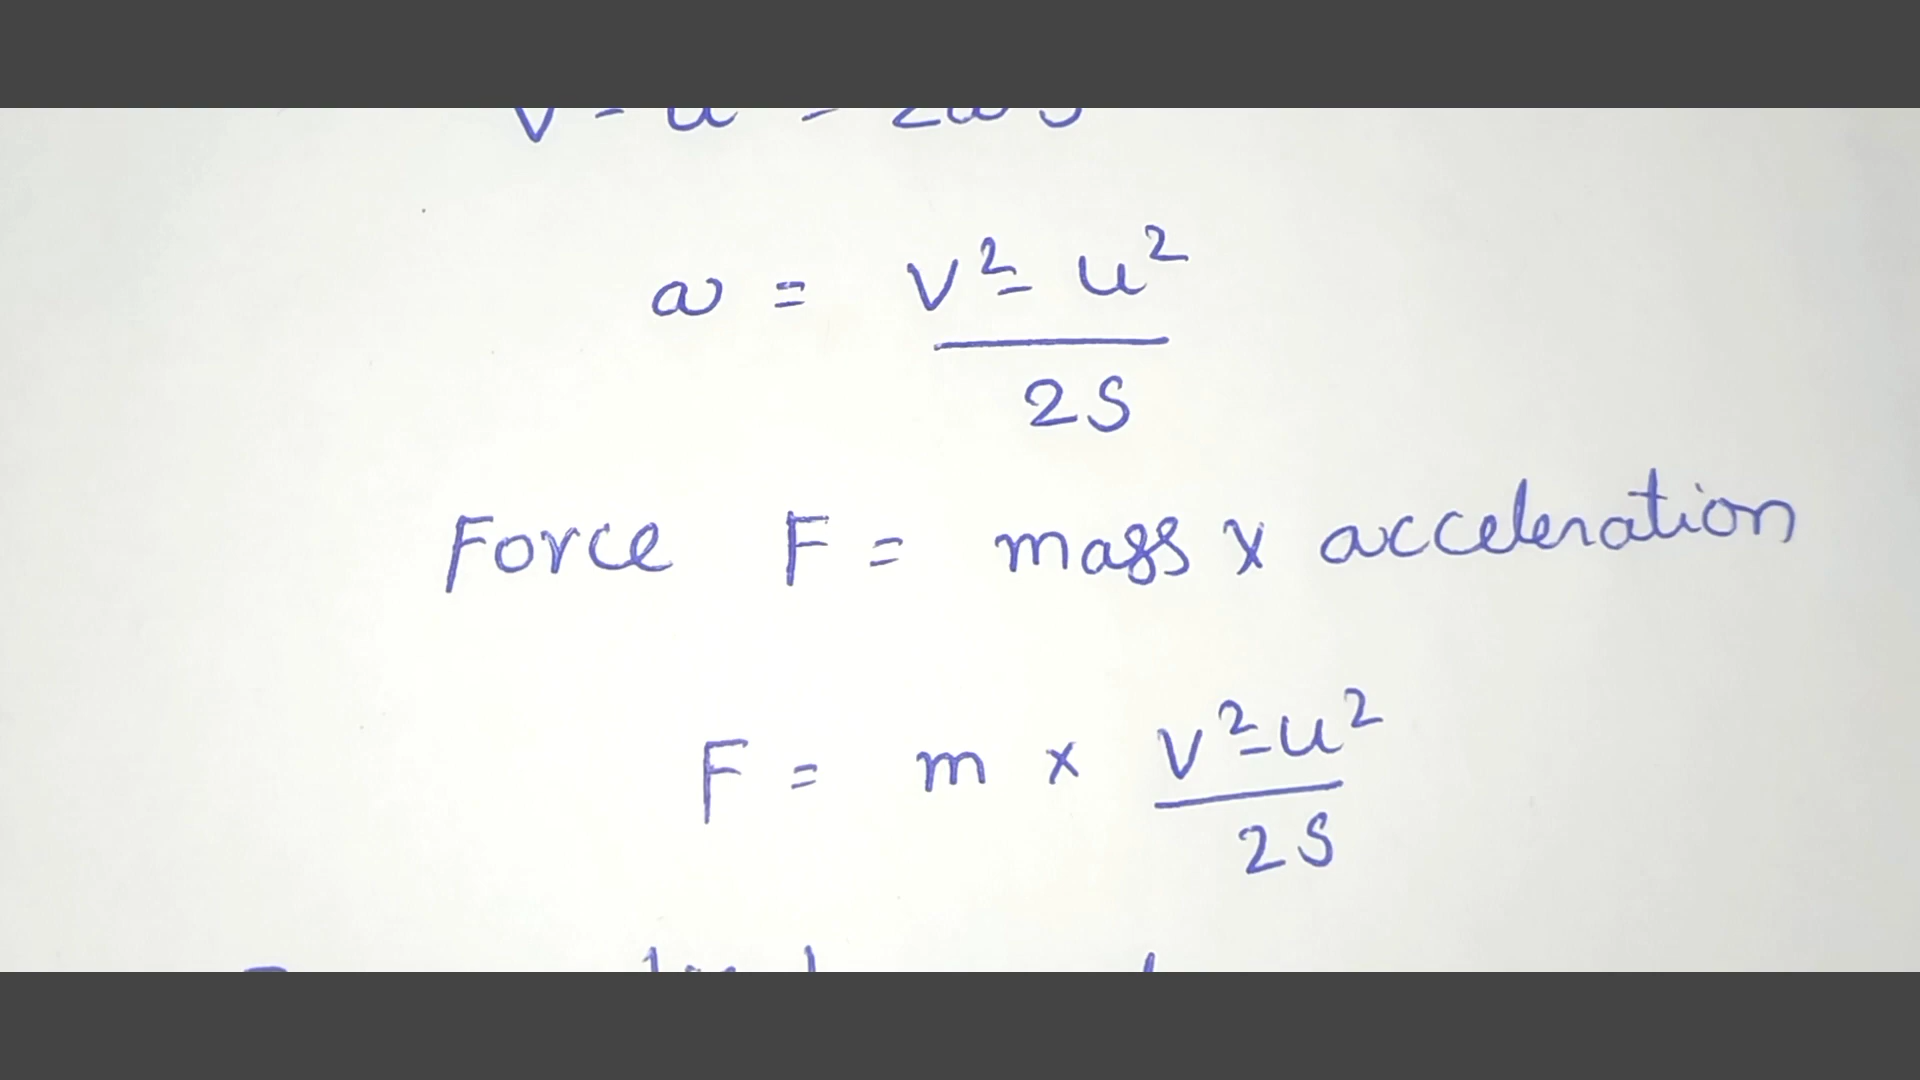 a = v² - u² / 2S
Force F = mass x acceleration
F = m x v² - u² / 2S